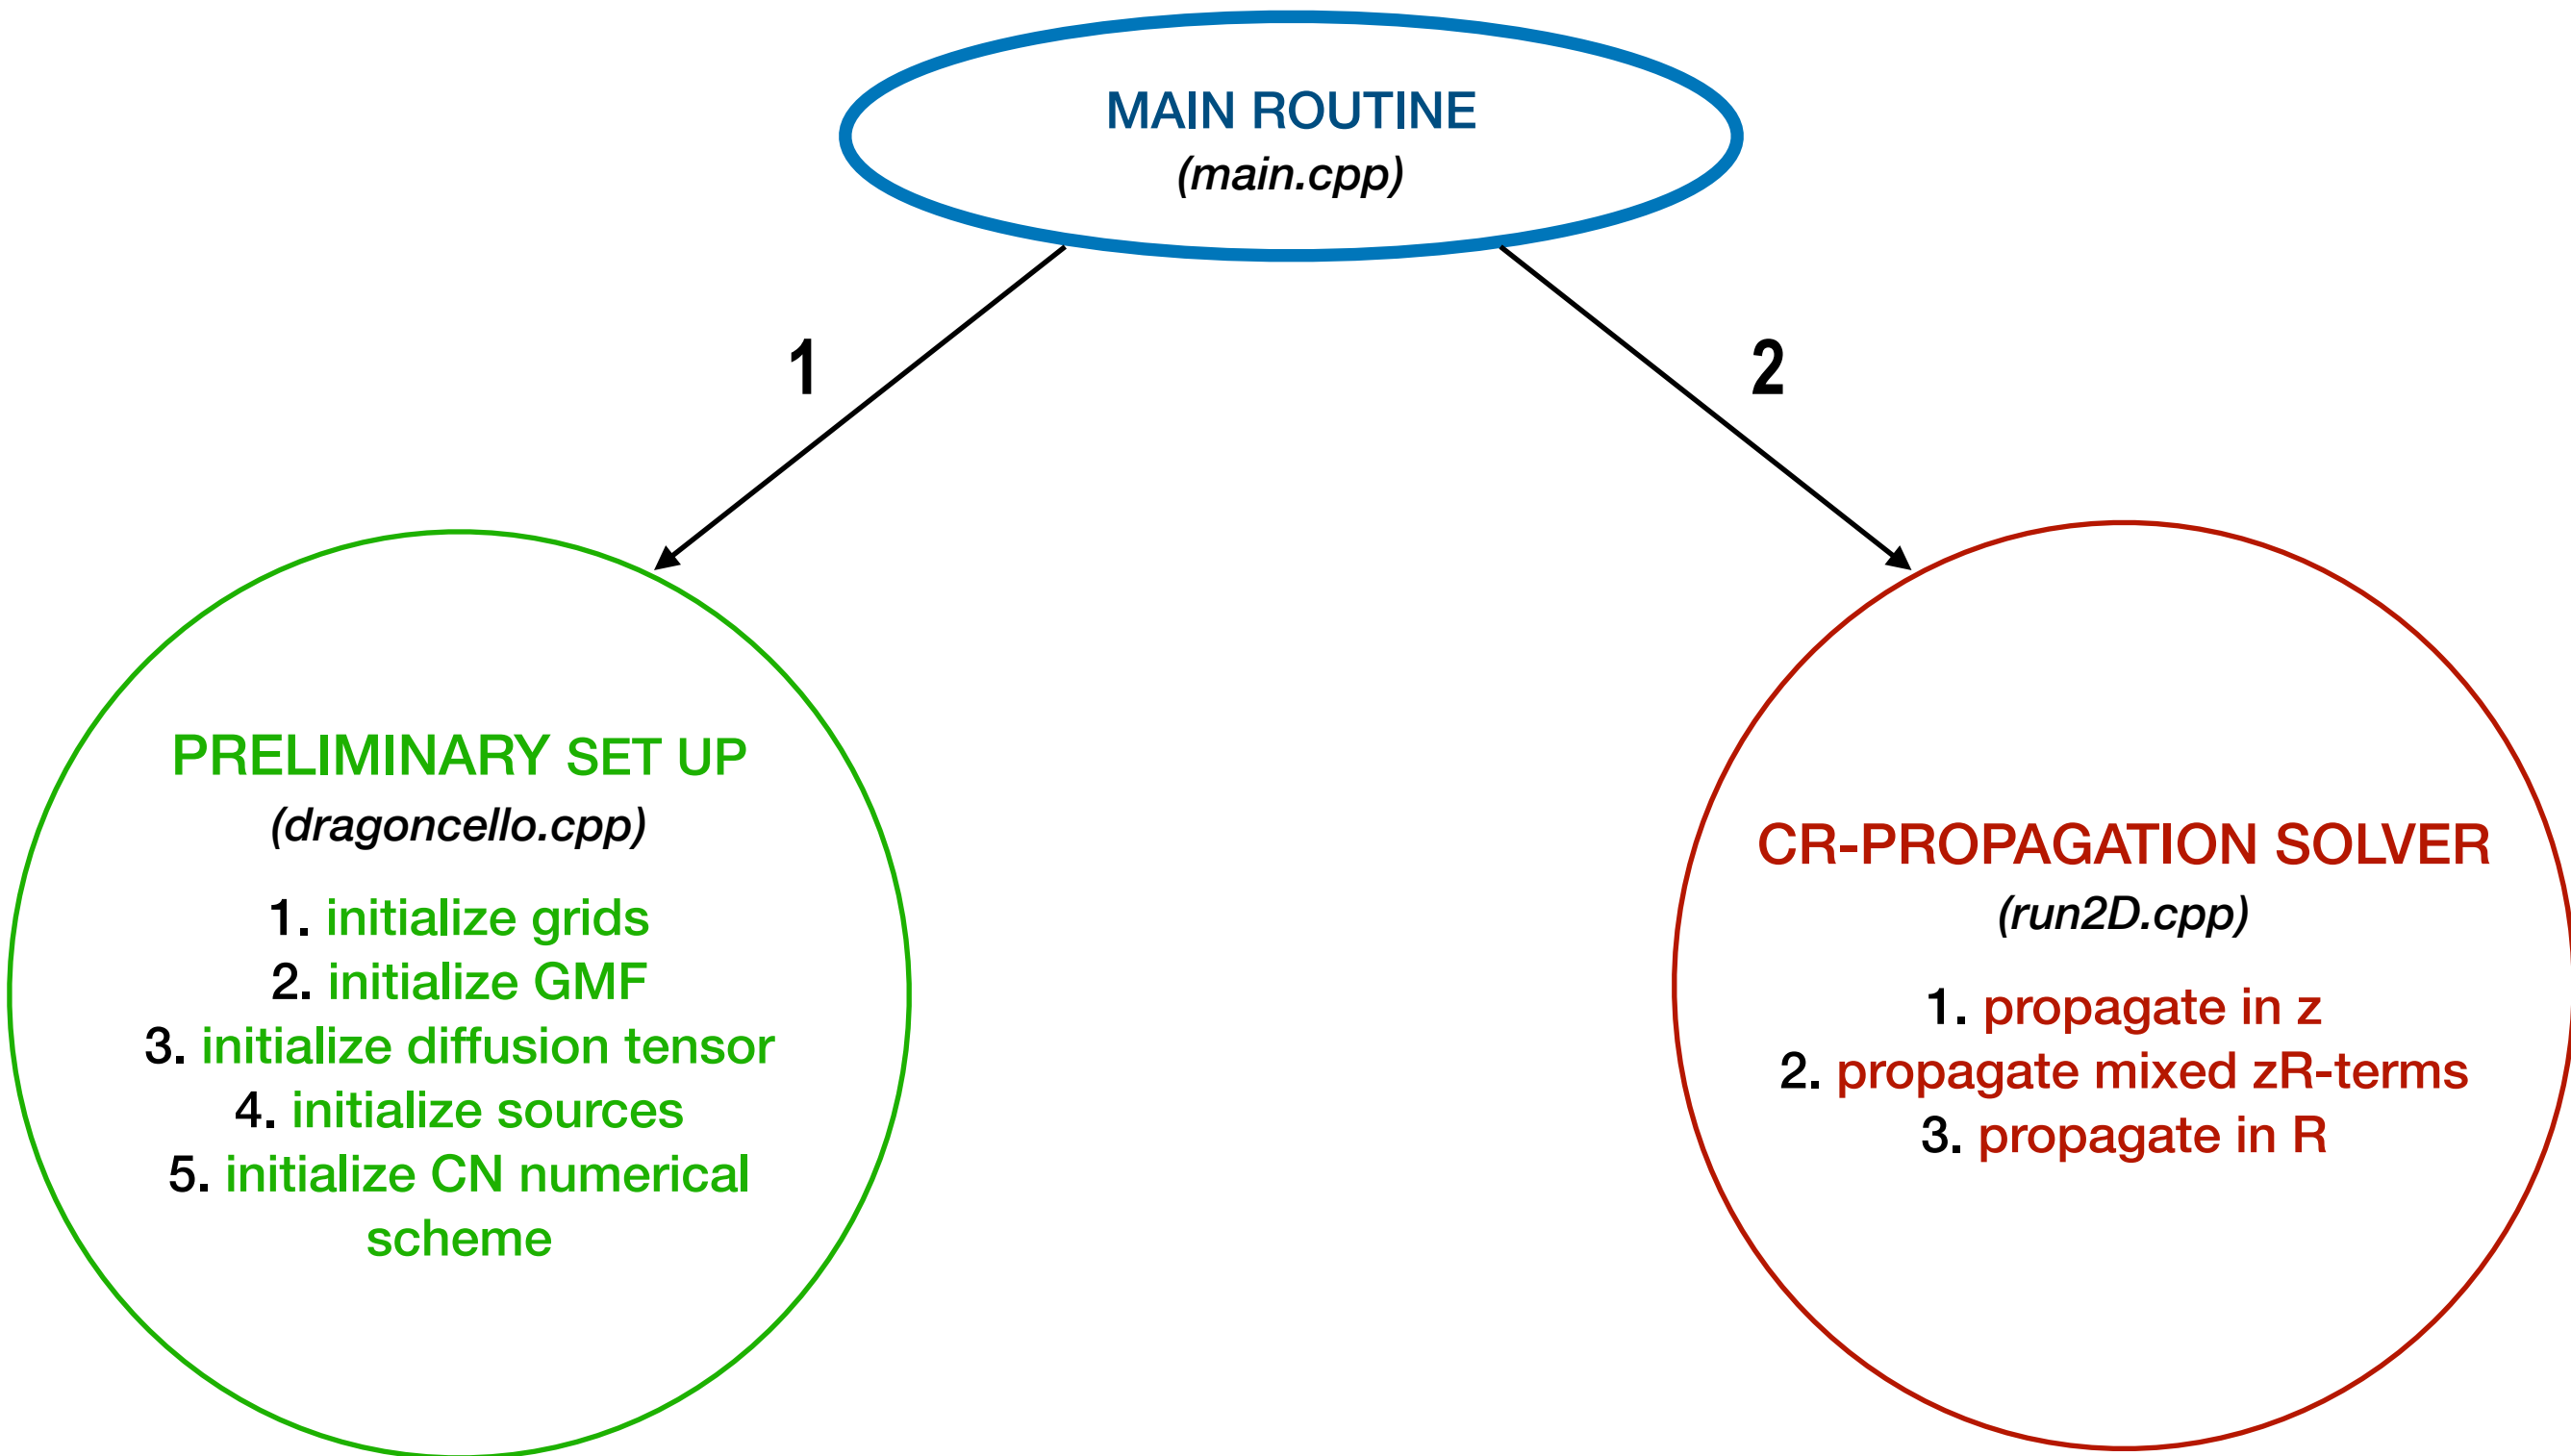 MAIN ROUTINE
(main.cpp)
1
2
PRELIMINARY SET UP
(dragoncello.cpp)
1. initialize grids
2. initialize GMF
3. initialize diffusion tensor
4. initialize sources
5. initialize CN numerical
scheme
CR-PROPAGATION SOLVER
(run2D.cpp)
1. propagate in z
2. propagate mixed zR-terms
3. propagate in R